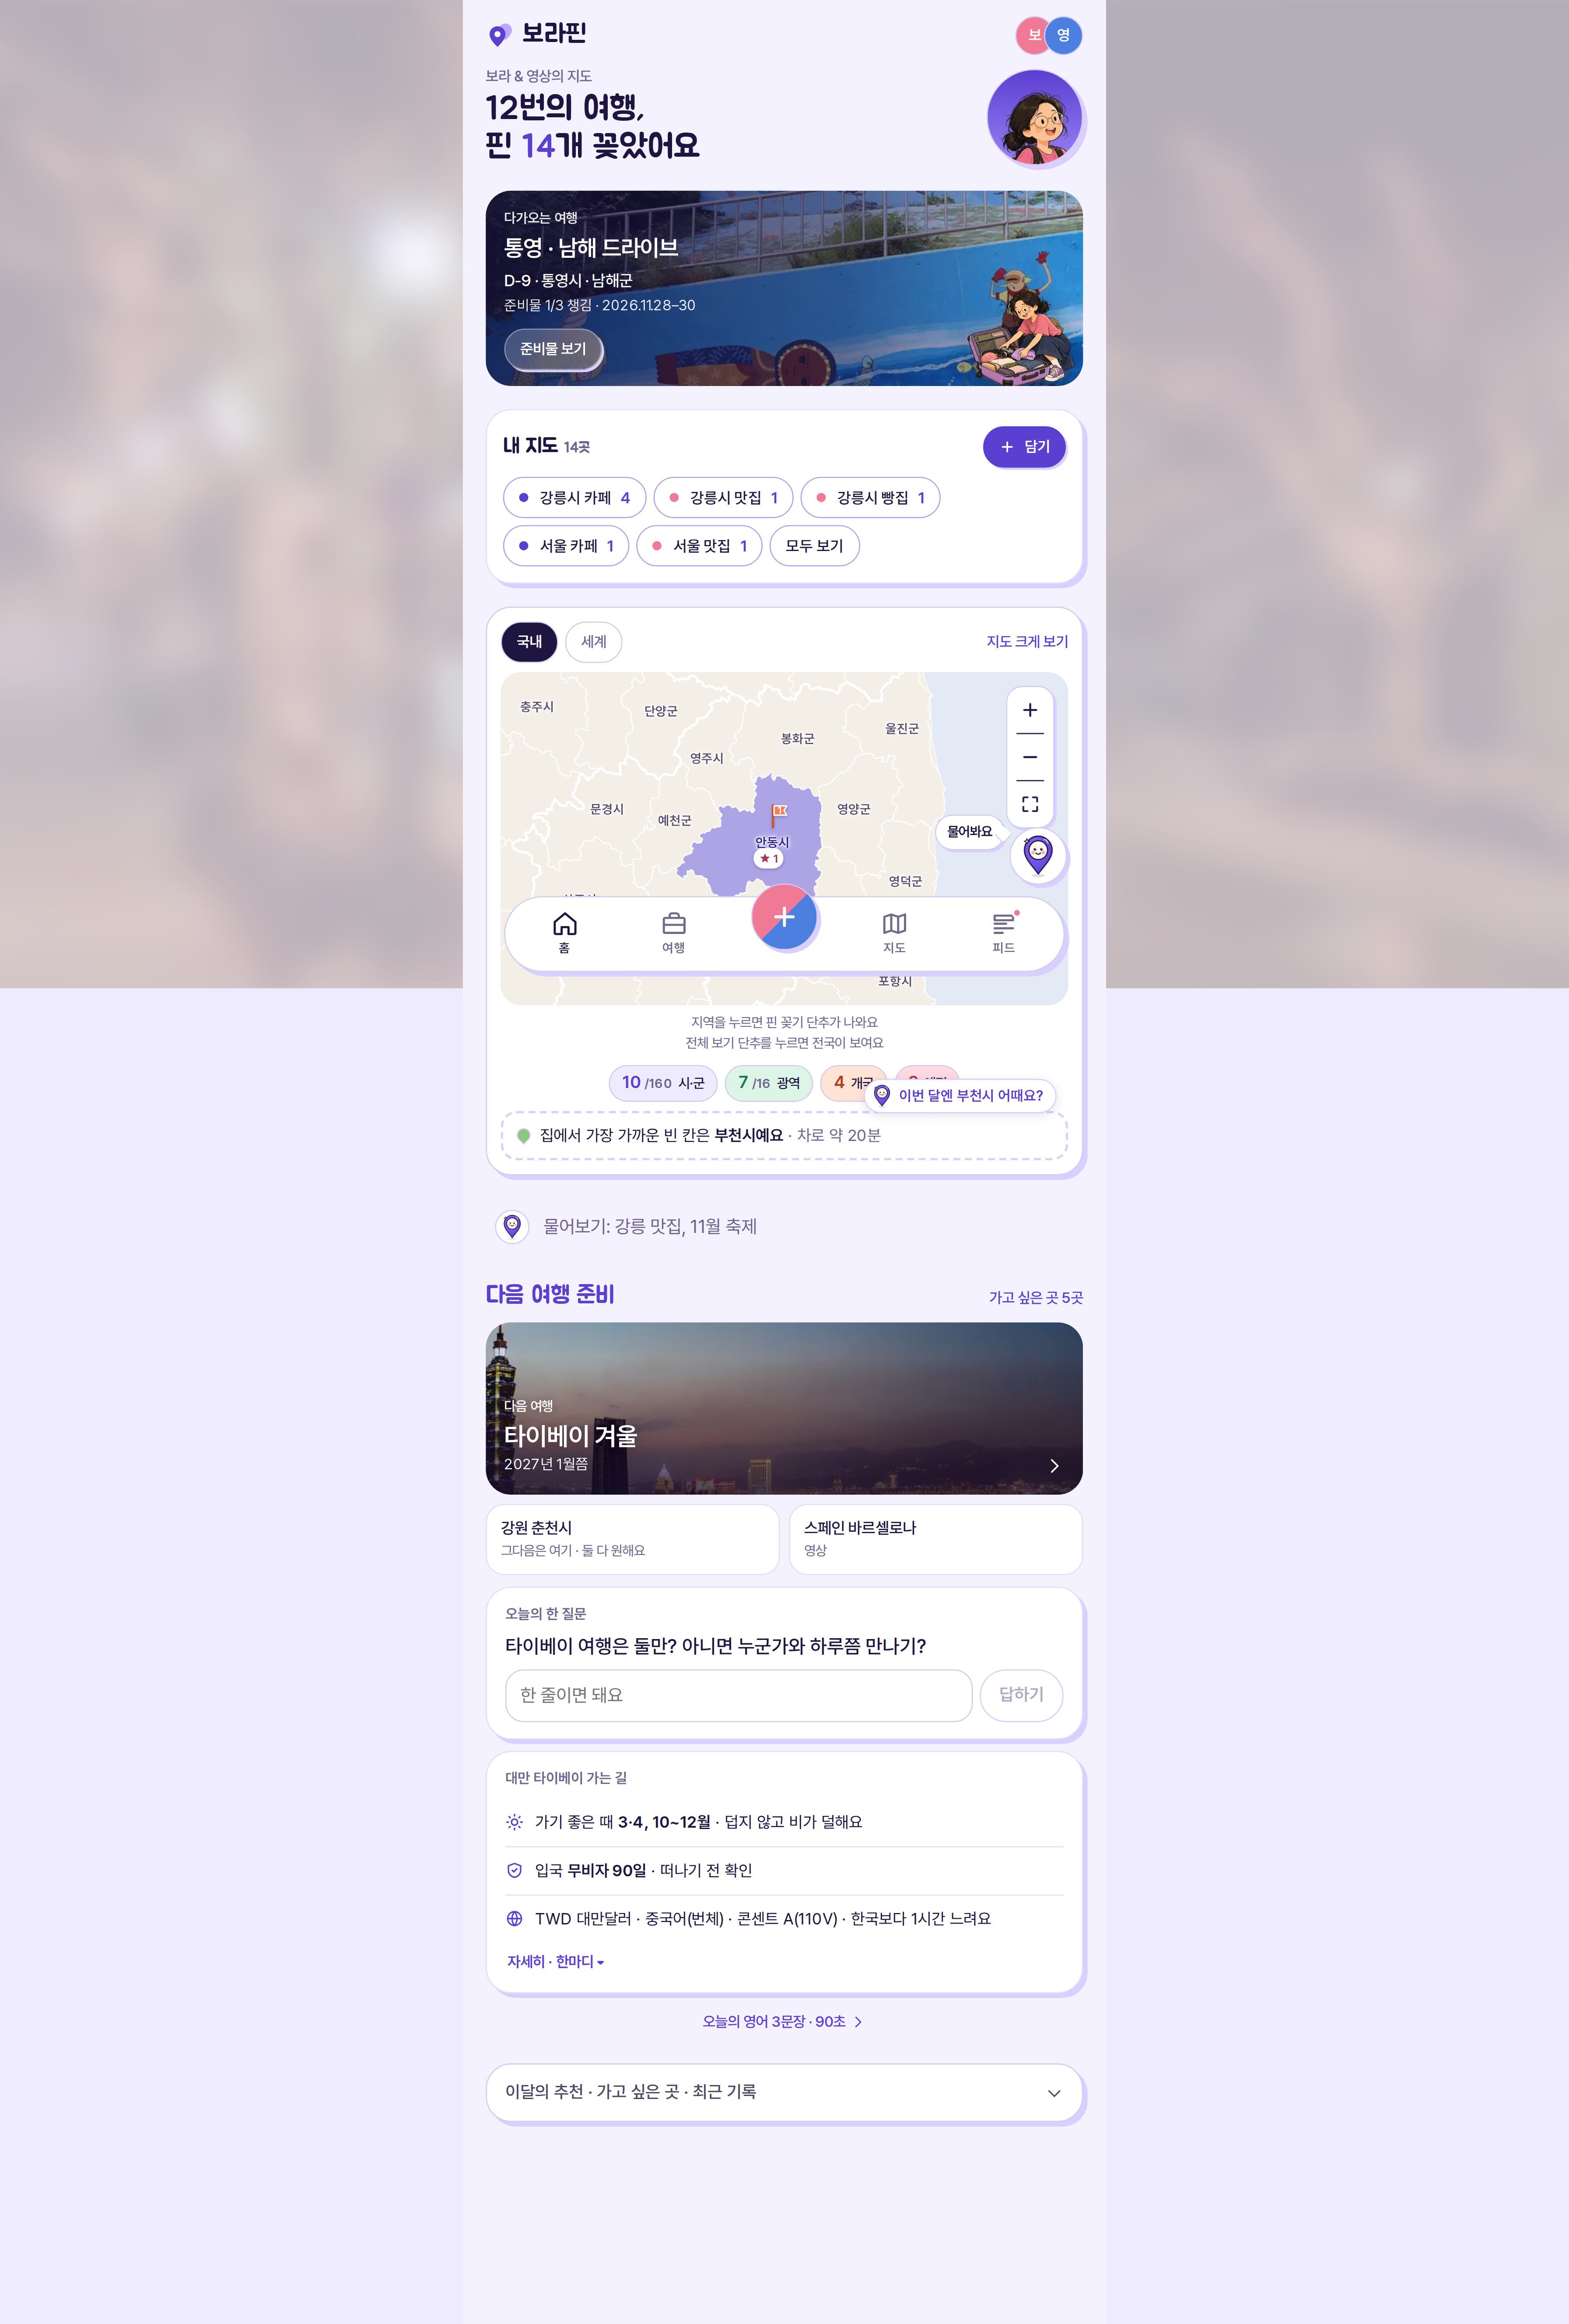 보라핀
보 영
보라 & 영상의 지도
12번의 여행,
핀 14개 꽂았어요
다가오는 여행
통영 · 남해 드라이브
D-9 · 통영시 · 남해군
준비물 1/3 챙김 · 2026.11.28–30
준비물 보기
내 지도 14곳
+ 담기
강릉시 카페 4
강릉시 맛집 1
강릉시 빵집 1
서울 카페 1
서울 맛집 1
모두 보기
국내
세계
지도 크게 보기
충주시
단양군
울진군
봉화군
영주시
문경시
예천군
영양군
물어봐요
안동시
★ 1
영덕군
홈
여행
지도
피드
포항시
지역을 누르면 핀 꽂기 단추가 나와요
전체 보기 단추를 누르면 전국이 보여요
10 /160 시·군
7 /16 광역
4 개국
이번 달엔 부천시 어때요?
집에서 가장 가까운 빈 칸은 부천시예요 · 차로 약 20분
물어보기: 강릉 맛집, 11월 축제
다음 여행 준비
가고 싶은 곳 5곳
다음 여행
타이베이 겨울
2027년 1월쯤
강원 춘천시
그다음은 여기 · 둘 다 원해요
스페인 바르셀로나
영상
오늘의 한 질문
타이베이 여행은 둘만? 아니면 누군가와 하루쯤 만나기?
한 줄이면 돼요
답하기
대만 타이베이 가는 길
가기 좋은 때 3·4, 10~12월 · 덥지 않고 비가 덜해요
입국 무비자 90일 · 떠나기 전 확인
TWD 대만달러 · 중국어(번체) · 콘센트 A(110V) · 한국보다 1시간 느려요
자세히 · 한마디
오늘의 영어 3문장 · 90초
이달의 추천 · 가고 싶은 곳 · 최근 기록